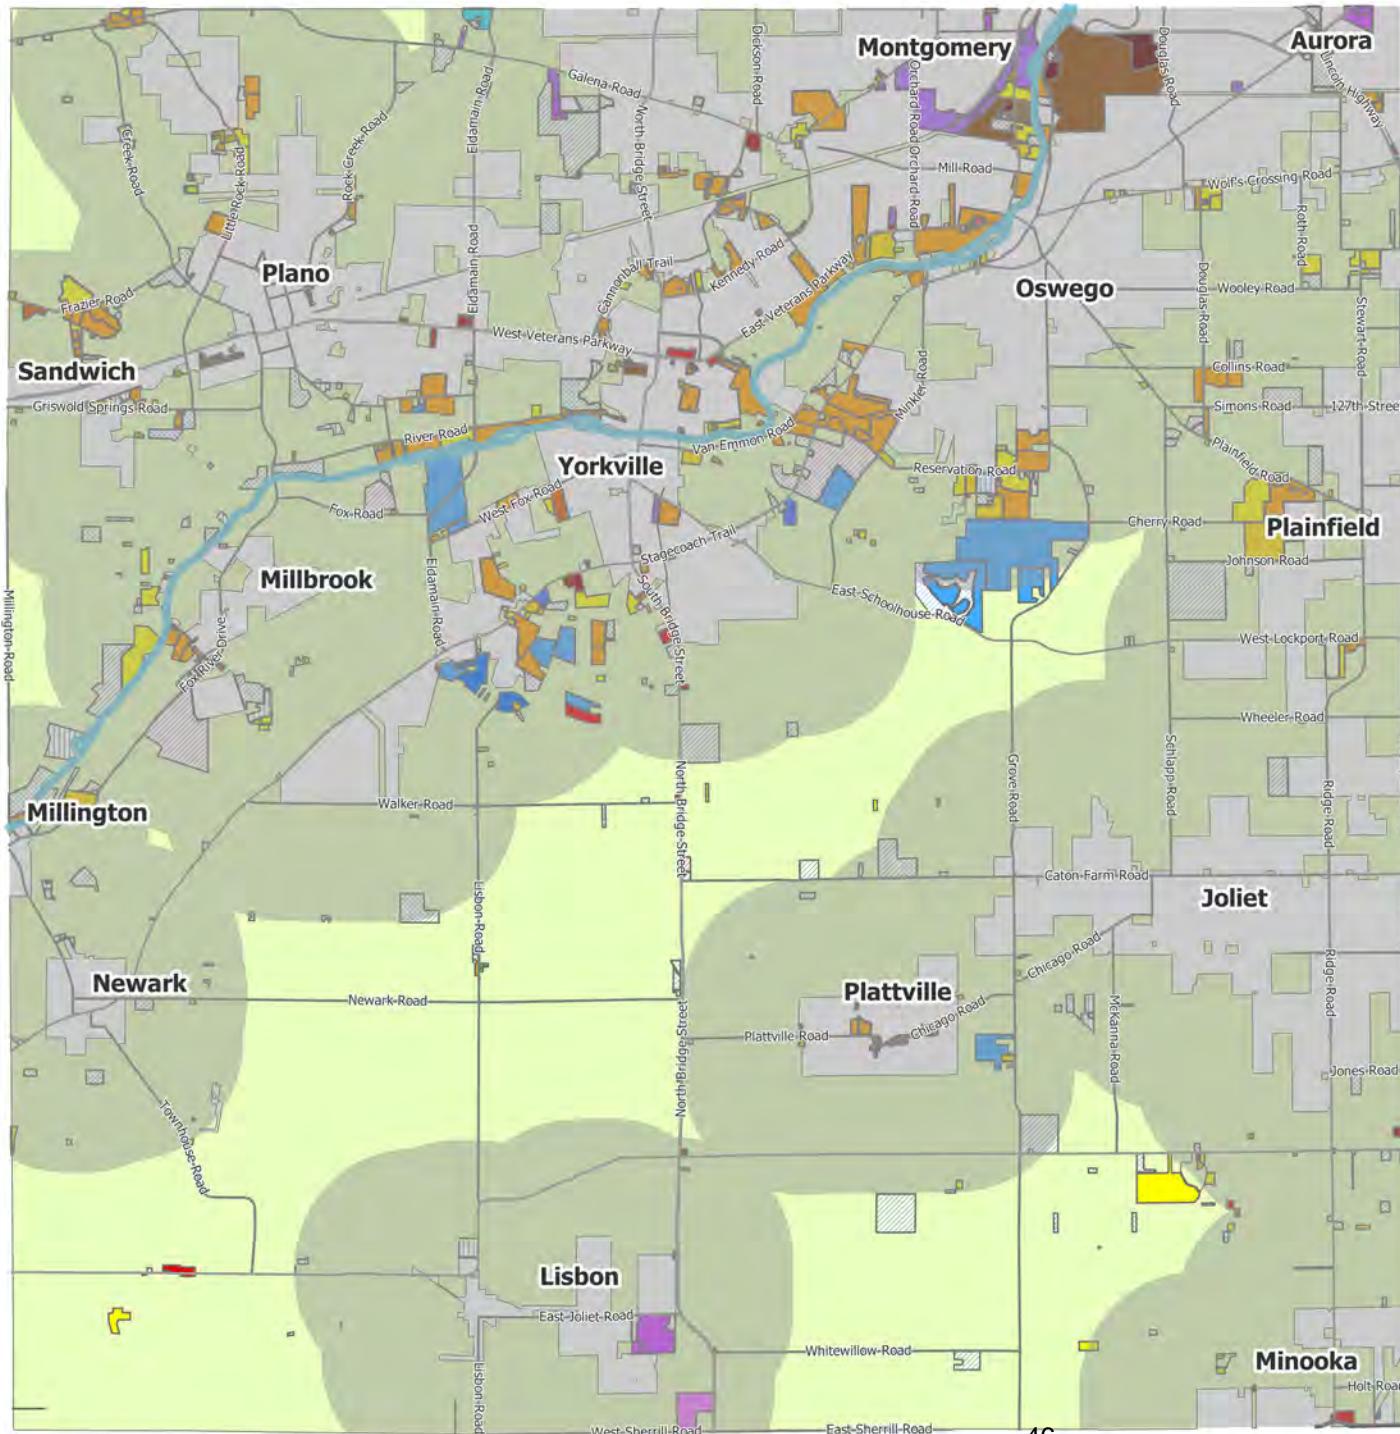 Montgomery
Aurora
Galena Road
Dickson Road
Orchard Road
Orchard Road
Douglas Road
Lincoln Highway
Eldamain Road
North Bridge Street
Creek Road
Little Rock Road
Rock Creek Road
Mill Road
Wolf's Crossing Road
Roth Road
Plano
Eldamain Road
Cannonball Trail
Kennedy Road
East Veterans Parkway
Oswego
Wooley Road
Douglas Road
Stewart Road
Frazier Road
West Veterans Parkway
Sandwich
Griswold Springs Road
Minkler Road
Collins Road
Simons Road
127th Stree
River Road
Van Emmon Road
Plainfield Road
Yorkville
Reservation Road
West Fox Road
Fox Road
Cherry Road
Plainfield
Stagecoach Trail
Johnson Road
Millbrook
Eldamain Road
South Bridge Street
East Schoolhouse Road
Millington Road
Fox River Drive
West Lockport Road
Wheeler Road
Schlapp Road
Grove Road
North Bridge Street
Ridge Road
Millington
Walker Road
Caton Farm Road
Joliet
Lisbon Road
Chicago Road
Newark
Newark Road
Plattville
Chicago Road
Plattville Road
McKanna Road
Ridge Road
North Bridge Street
Jones Road
Townhouse Road
Lisbon
East Joliet Road
Whitewillow Road
Minooka
Lisbon Road
Holt Roa
West Sherrill Road
East Sherrill Road
46